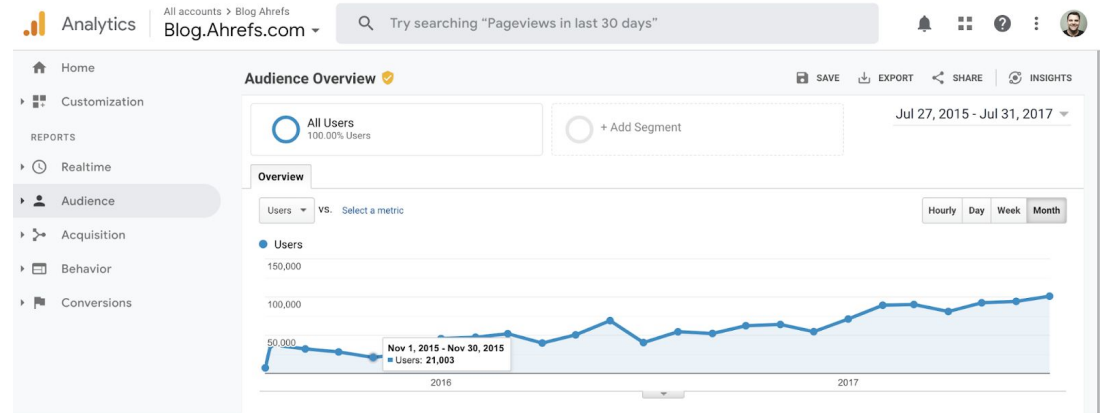 Analytics
All accounts > Blog Ahrefs
Blog.Ahrefs.com
Try searching “Pageviews in last 30 days”
Home
Customization
REPORTS
Realtime
Audience
Acquisition
Behavior
Conversions
Audience Overview
SAVE
EXPORT
SHARE
INSIGHTS
All Users
100.00% Users
+ Add Segment
Jul 27, 2015 - Jul 31, 2017
Overview
Users
VS.
Select a metric
Hourly
Day
Week
Month
Users
150,000
100,000
50,000
Nov 1, 2015 - Nov 30, 2015
Users: 21,003
2016
2017